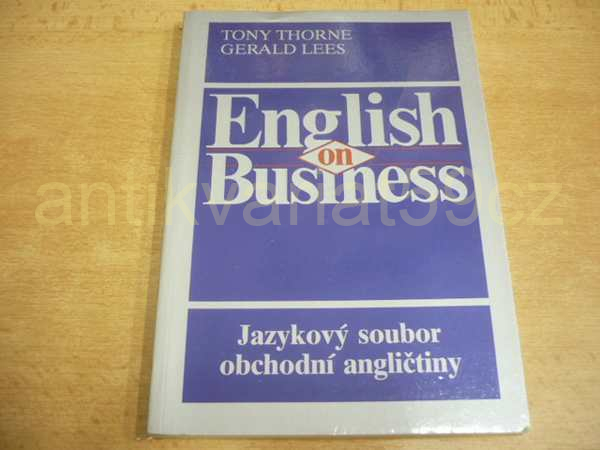 TONY THORNE
GERALD LEES
English
on
Business
antikvariat59.cz
Jazykový soubor
obchodní angličtiny